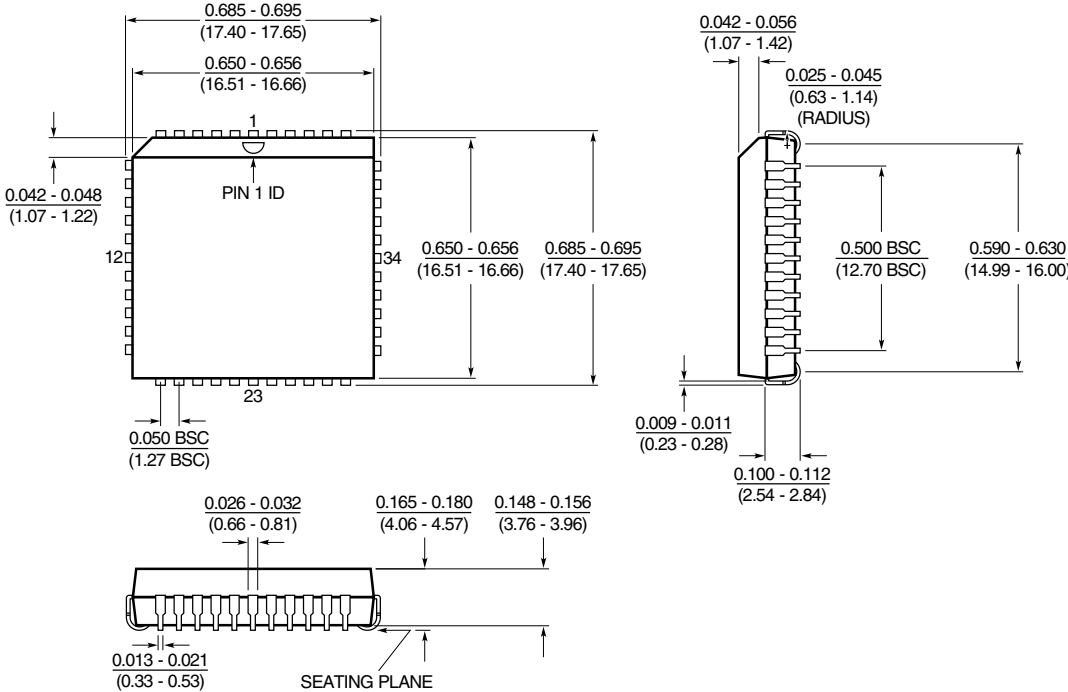 0.685 - 0.695
(17.40 - 17.65)
0.650 - 0.656
(16.51 - 16.66)
1
PIN 1 ID
0.042 - 0.048
(1.07 - 1.22)
12
34
0.650 - 0.656
(16.51 - 16.66)
0.685 - 0.695
(17.40 - 17.65)
23
0.050 BSC
(1.27 BSC)
0.042 - 0.056
(1.07 - 1.42)
0.025 - 0.045
(0.63 - 1.14)
(RADIUS)
0.500 BSC
(12.70 BSC)
0.590 - 0.630
(14.99 - 16.00)
0.009 - 0.011
(0.23 - 0.28)
0.100 - 0.112
(2.54 - 2.84)
0.026 - 0.032
(0.66 - 0.81)
0.165 - 0.180
(4.06 - 4.57)
0.148 - 0.156
(3.76 - 3.96)
0.013 - 0.021
(0.33 - 0.53)
SEATING PLANE